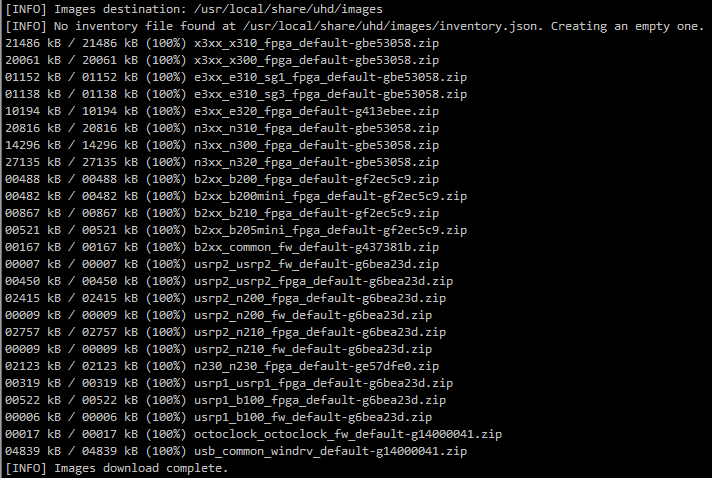 [INFO] Images destination: /usr/local/share/uhd/images
[INFO] No inventory file found at /usr/local/share/uhd/images/inventory.json. Creating an empty one.
21486 kB / 21486 kB (100%) x3xx_x310_fpga_default-gbe53058.zip
20061 kB / 20061 kB (100%) x3xx_x300_fpga_default-gbe53058.zip
01152 kB / 01152 kB (100%) e3xx_e310_sg1_fpga_default-gbe53058.zip
01138 kB / 01138 kB (100%) e3xx_e310_sg3_fpga_default-gbe53058.zip
10194 kB / 10194 kB (100%) e3xx_e320_fpga_default-g413ebee.zip
20816 kB / 20816 kB (100%) n3xx_n310_fpga_default-gbe53058.zip
14296 kB / 14296 kB (100%) n3xx_n300_fpga_default-gbe53058.zip
27135 kB / 27135 kB (100%) n3xx_n320_fpga_default-gbe53058.zip
00488 kB / 00488 kB (100%) b2xx_b200_fpga_default-gf2ec5c9.zip
00482 kB / 00482 kB (100%) b2xx_b200mini_fpga_default-gf2ec5c9.zip
00867 kB / 00867 kB (100%) b2xx_b210_fpga_default-gf2ec5c9.zip
00521 kB / 00521 kB (100%) b2xx_b205mini_fpga_default-gf2ec5c9.zip
00167 kB / 00167 kB (100%) b2xx_common_fw_default-g437381b.zip
00007 kB / 00007 kB (100%) usrp2_usrp2_fw_default-g6bea23d.zip
00450 kB / 00450 kB (100%) usrp2_usrp2_fpga_default-g6bea23d.zip
02415 kB / 02415 kB (100%) usrp2_n200_fpga_default-g6bea23d.zip
00009 kB / 00009 kB (100%) usrp2_n200_fw_default-g6bea23d.zip
02757 kB / 02757 kB (100%) usrp2_n210_fpga_default-g6bea23d.zip
00009 kB / 00009 kB (100%) usrp2_n210_fw_default-g6bea23d.zip
02123 kB / 02123 kB (100%) n230_n230_fpga_default-ge57dfe0.zip
00319 kB / 00319 kB (100%) usrp1_usrp1_fpga_default-g6bea23d.zip
00522 kB / 00522 kB (100%) usrp1_b100_fpga_default-g6bea23d.zip
00006 kB / 00006 kB (100%) usrp1_b100_fw_default-g6bea23d.zip
00017 kB / 00017 kB (100%) octoclock_octoclock_fw_default-g14000041.zip
04839 kB / 04839 kB (100%) usb_common_windrv_default-g14000041.zip
[INFO] Images download complete.